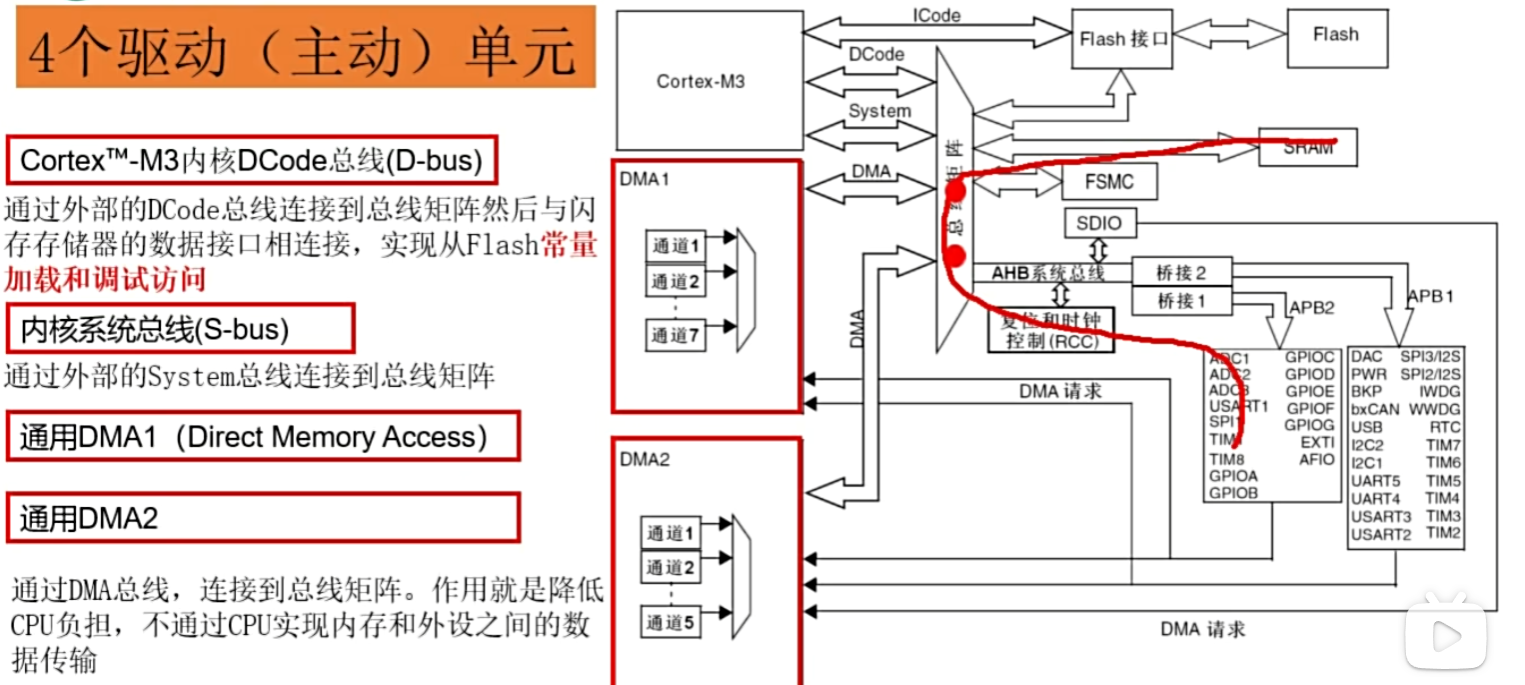 4个驱动（主动）单元
Cortex™-M3内核DCode总线(D-bus)
通过外部的DCode总线连接到总线矩阵然后与闪
存存储器的数据接口相连接，实现从Flash常量
加载和调试访问
内核系统总线(S-bus)
通过外部的System总线连接到总线矩阵
通用DMA1（Direct Memory Access）
通用DMA2
通过DMA总线，连接到总线矩阵。作用就是降低
CPU负担，不通过CPU实现内存和外设之间的数
据传输
Cortex-M3
ICode
DCode
System
DMA
Flash 接口
Flash
总线矩阵
SRAM
FSMC
SDIO
AHB系统总线
桥接2
桥接1
复位和时钟
控制(RCC)
APB2
APB1
DMA
DMA1
通道1
通道2
通道7
DMA 请求
DMA2
通道1
通道2
通道5
DMA 请求
ADC1 GPIOC
ADC2 GPIOD
ADC3 GPIOE
USART1 GPIOF
SPI1 GPIOG
TIM1 EXTI
TIM8 AFIO
GPIOA
GPIOB
DAC SPI3/I2S
PWR SPI2/I2S
BKP IWDG
bxCAN WWDG
USB RTC
I2C2 TIM7
I2C1 TIM6
UART5 TIM5
UART4 TIM4
USART3 TIM3
USART2 TIM2